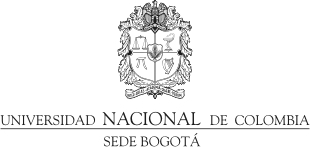 UNIVERSIDAD NACIONAL DE COLOMBIA
SEDE BOGOTÁ